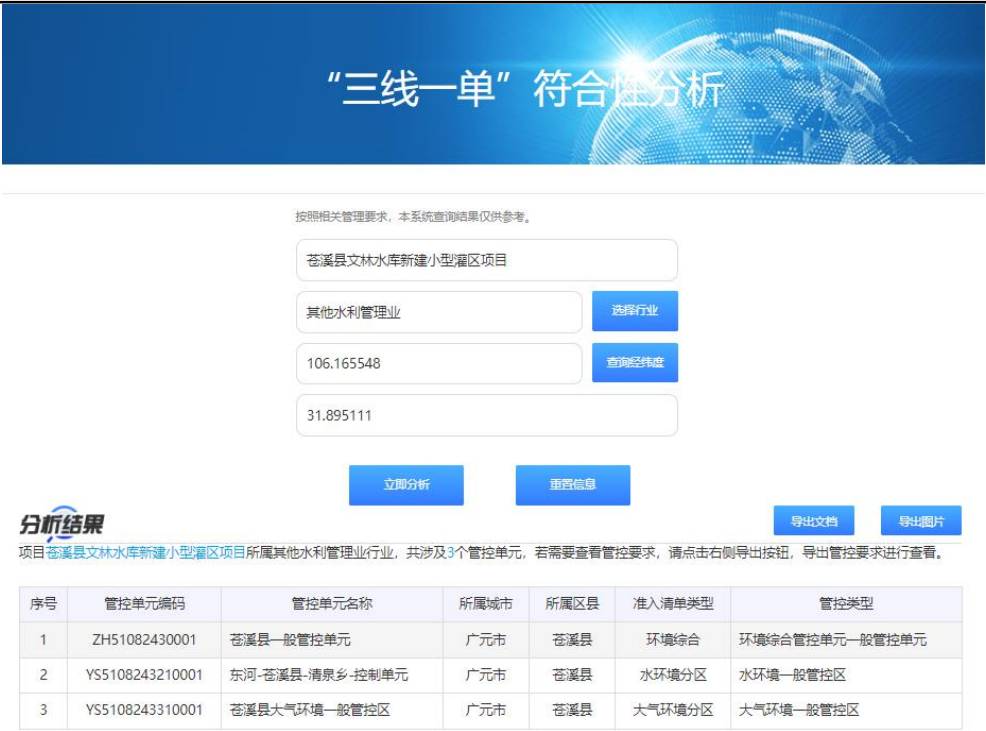 “三线一单”符合性分析
按照相关管理要求，本系统查询结果仅供参考。
苍溪县文林水库新建小型灌区项目
其他水利管理业 选择行业
106.165548 查询经纬度
31.895111
立即分析 重置信息
分析结果 导出文档 导出图片
项目苍溪县文林水库新建小型灌区项目所属其他水利管理业行业，共涉及3个管控单元，若需要查看管控要求，请点击右侧导出按钮，导出管控要求进行查看。
序号 管控单元编码 管控单元名称 所属城市 所属区县 准入清单类型 管控类型
1 ZH51082430001 苍溪县一般管控单元 广元市 苍溪县 环境综合 环境综合管控单元一般管控单元
2 YS5108243210001 东河-苍溪县-清泉乡-控制单元 广元市 苍溪县 水环境分区 水环境一般管控区
3 YS5108243310001 苍溪县大气环境一般管控区 广元市 苍溪县 大气环境分区 大气环境一般管控区